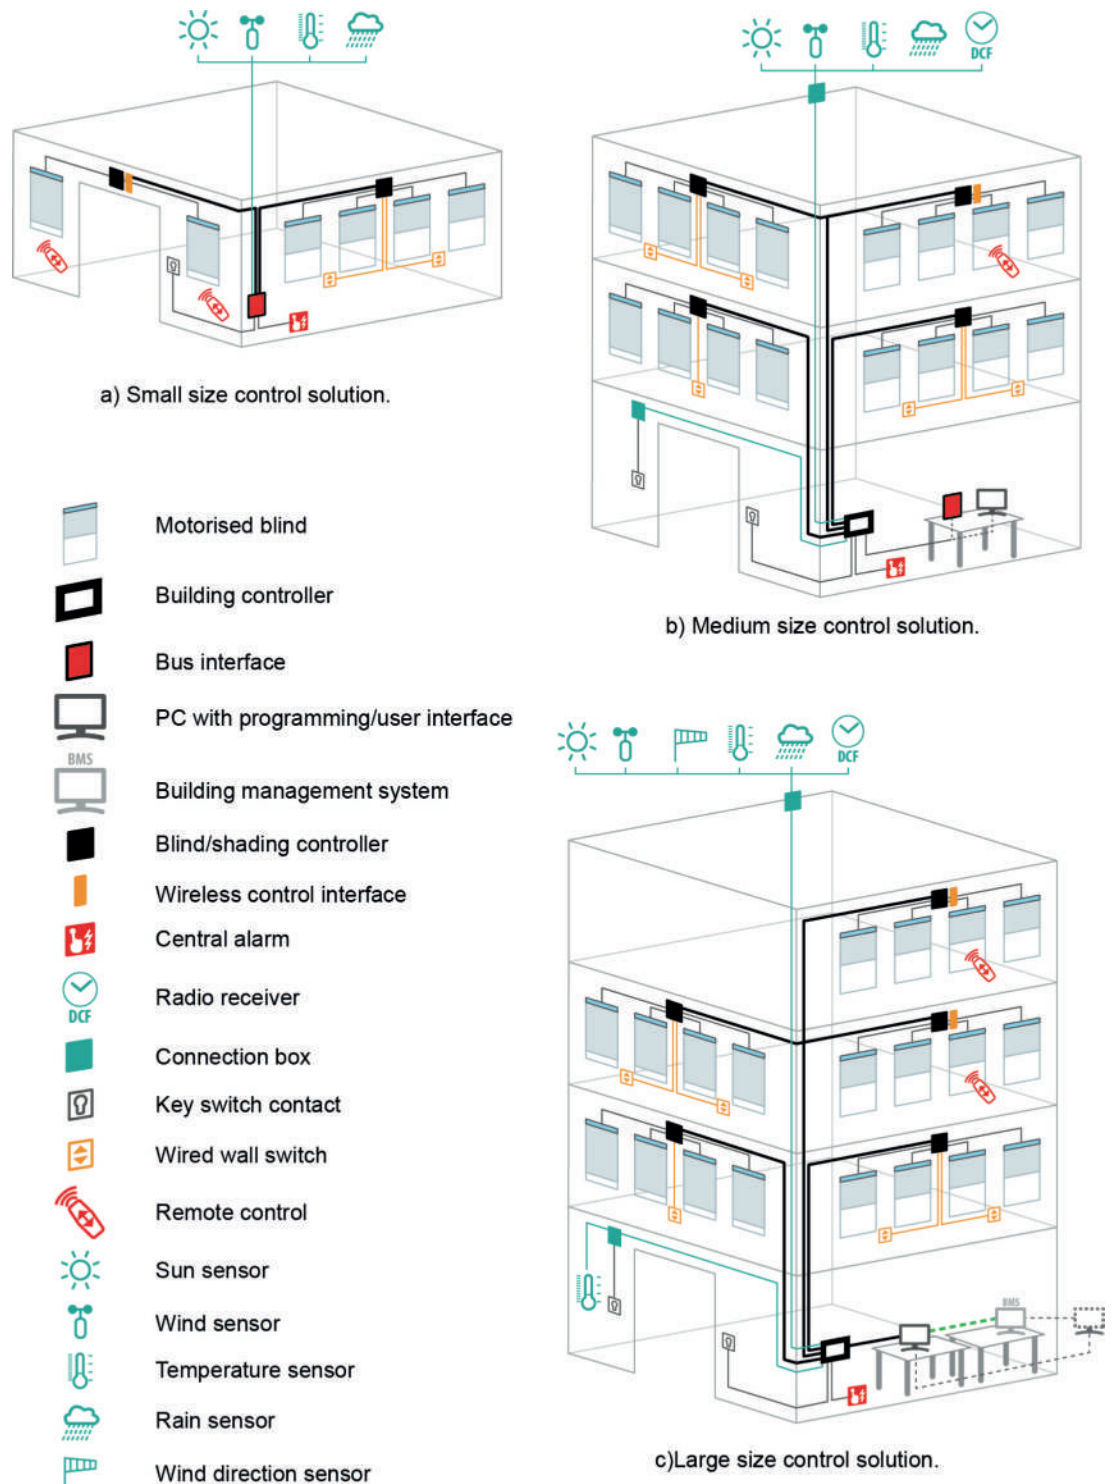 DCF
a) Small size control solution.
b) Medium size control solution.
Motorised blind
Building controller
Bus interface
PC with programming/user interface
BMS
Building management system
Blind/shading controller
Wireless control interface
Central alarm
Radio receiver
DCF
Connection box
Key switch contact
Wired wall switch
Remote control
Sun sensor
Wind sensor
Temperature sensor
Rain sensor
Wind direction sensor
DCF
BMS
c)Large size control solution.